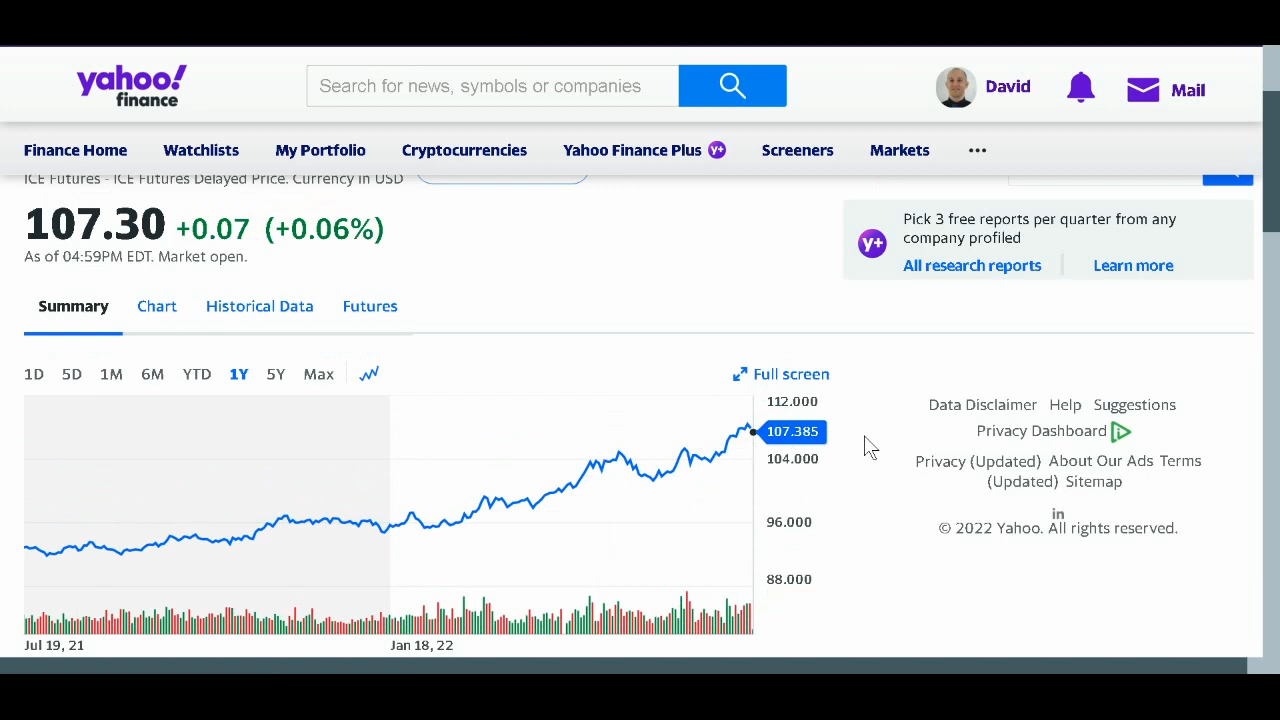 yahoo!
finance
Search for news, symbols or companies
David
Mail
Finance Home Watchlists My Portfolio Cryptocurrencies Yahoo Finance Plus y+ Screeners Markets ...
ICE Futures - ICE Futures Delayed Price. Currency in USD
107.30 +0.07 (+0.06%)
As of 04:59PM EDT. Market open.
y+
Pick 3 free reports per quarter from any
company profiled
All research reports Learn more
Summary Chart Historical Data Futures
1D 5D 1M 6M YTD 1Y 5Y Max Full screen
112.000
107.385
104.000
96.000
88.000
Jul 19, 21 Jan 18, 22
Data Disclaimer Help Suggestions
Privacy Dashboard
Privacy (Updated) About Our Ads Terms
(Updated) Sitemap
in
© 2022 Yahoo. All rights reserved.